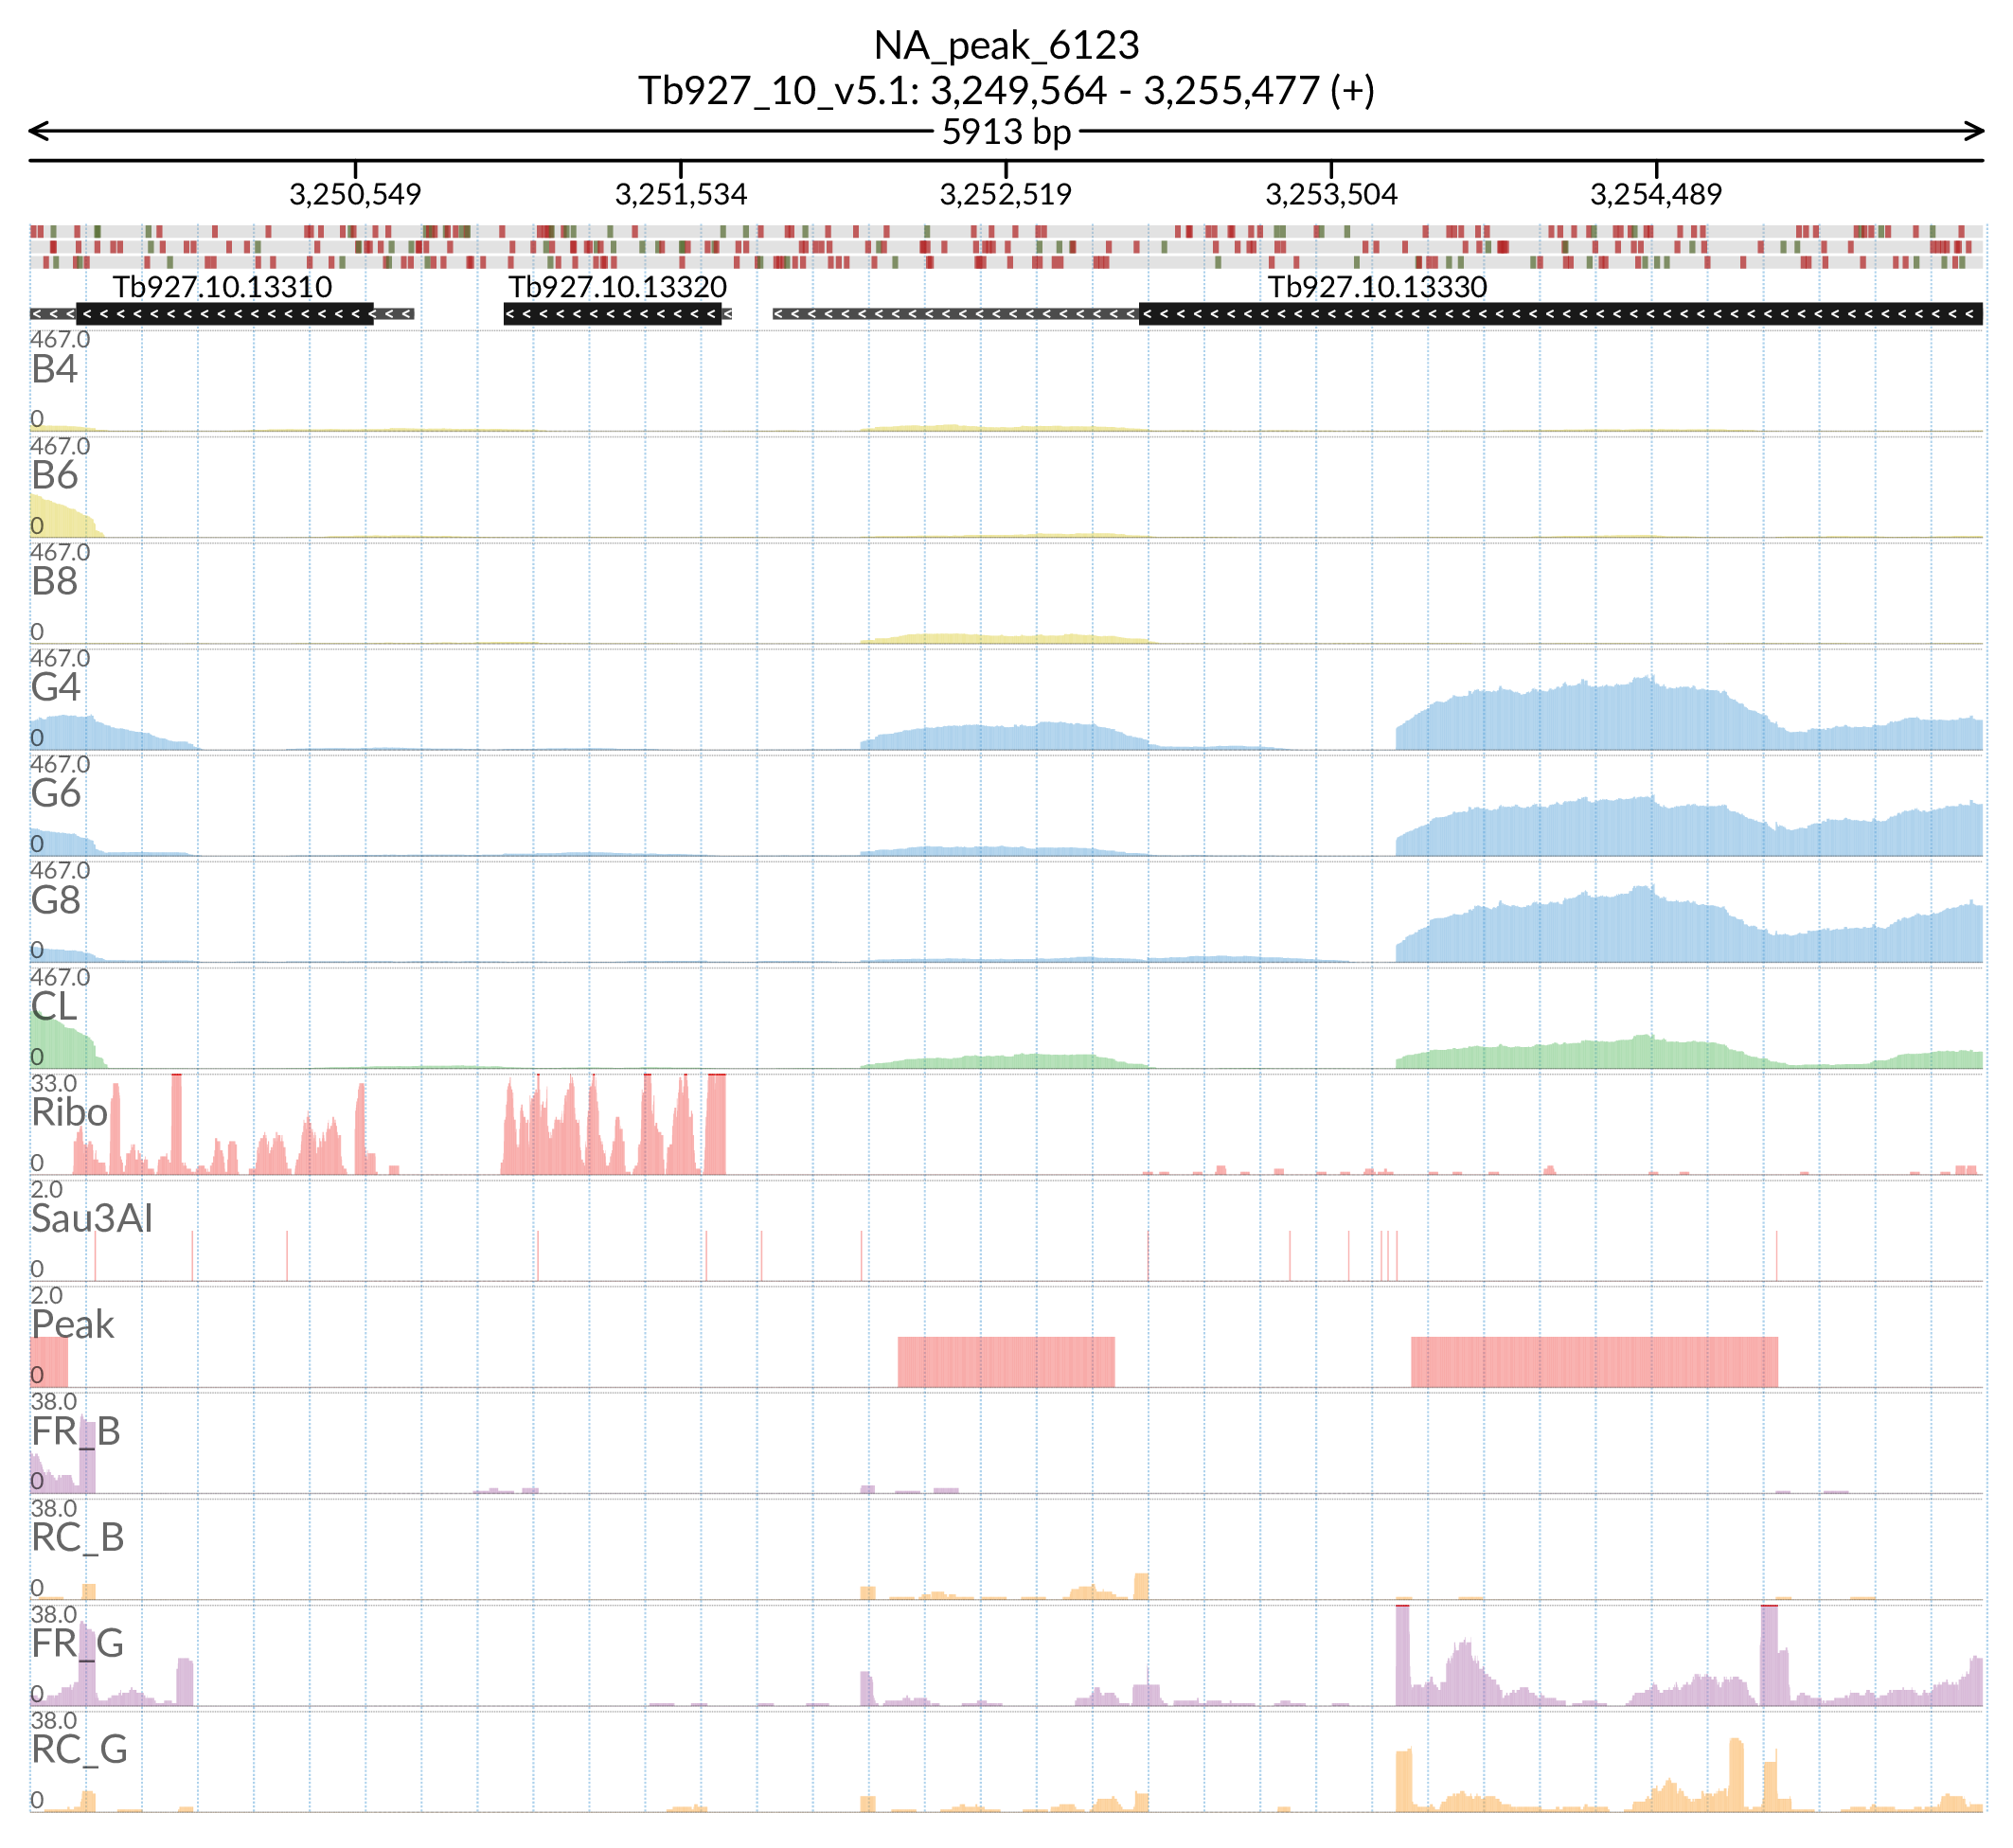 NA_peak_6123
Tb927_10_v5.1: 3,249,564 - 3,255,477 (+)
5913 bp
3,250,549 3,251,534 3,252,519 3,253,504 3,254,489
Tb927.10.13310 Tb927.10.13320 Tb927.10.13330
467.0
B4
0
467.0
B6
0
467.0
B8
0
467.0
G4
0
467.0
G6
0
467.0
G8
0
467.0
CL
0
33.0
Ribo
0
2.0
Sau3AI
0
2.0
Peak
0
38.0
FR_B
0
38.0
RC_B
0
38.0
FR_G
0
38.0
RC_G
0